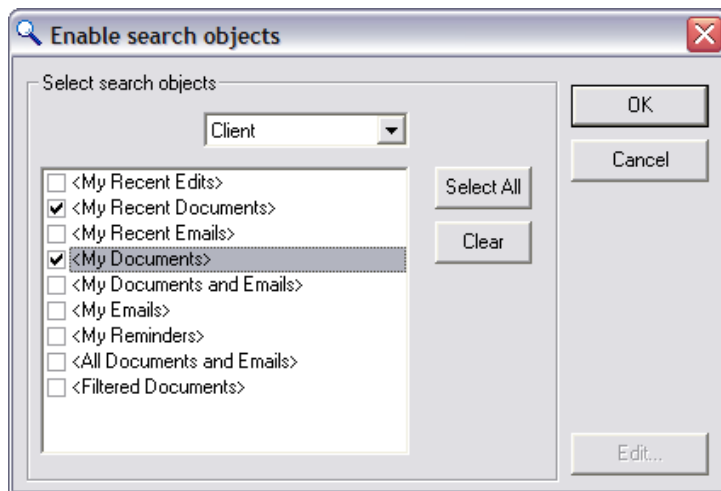 Enable search objects
Select search objects
Client
OK
Cancel
<My Recent Edits>
<My Recent Documents>
<My Recent Emails>
<My Documents>
<My Documents and Emails>
<My Emails>
<My Reminders>
<All Documents and Emails>
<Filtered Documents>
Select All
Clear
Edit...